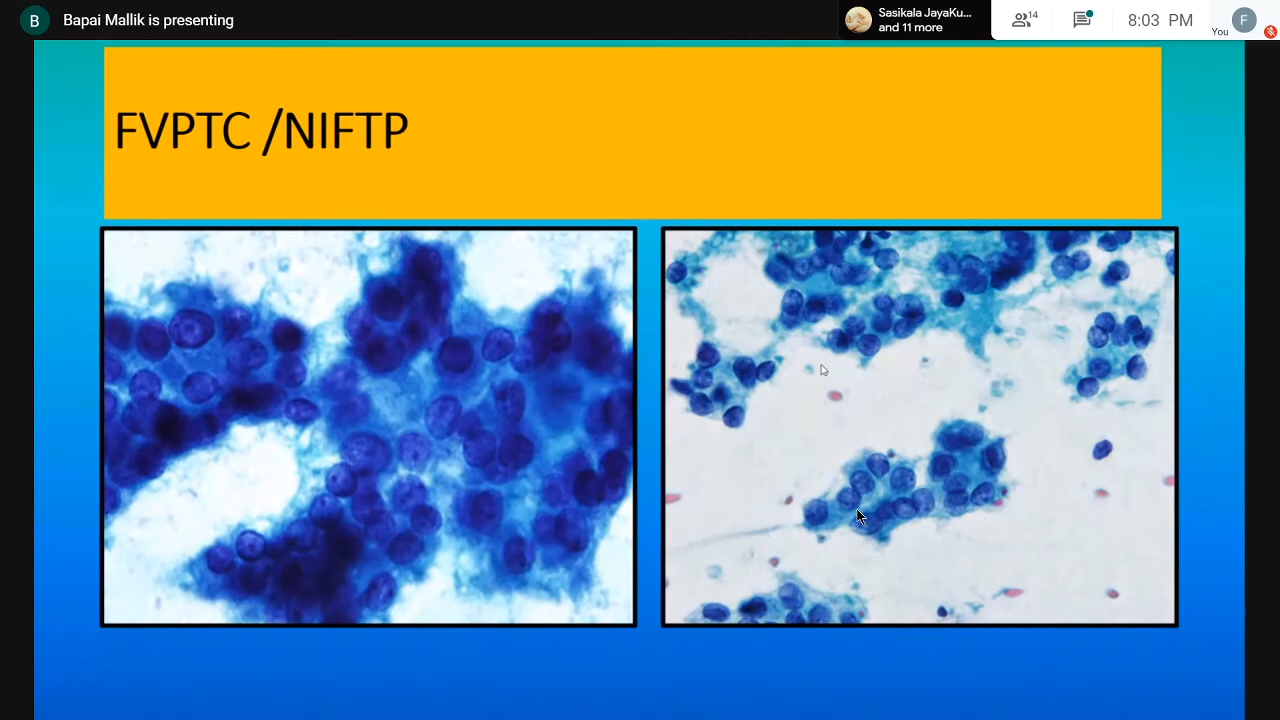 B Bapai Mallik is presenting
Sasikala JayaKu...
and 11 more
14
8:03 PM
You
F
FVPTC /NIFTP